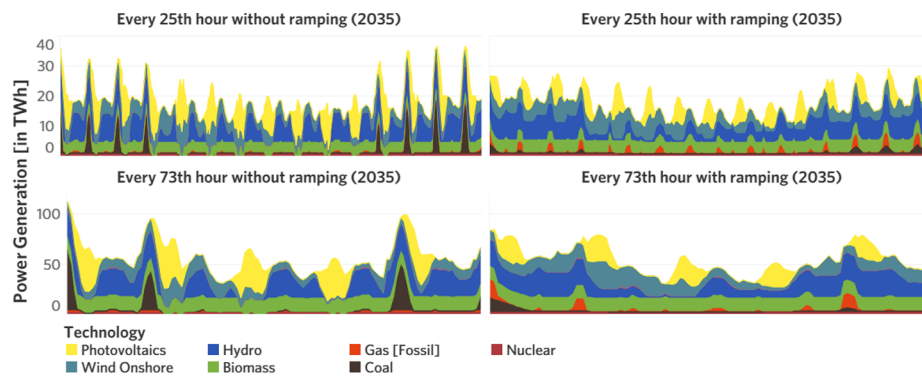 Every 25th hour without ramping (2035)
Every 25th hour with ramping (2035)
Power Generation [in TWh]
40
30
20
10
0
Every 73th hour without ramping (2035)
Every 73th hour with ramping (2035)
100
50
0
Technology
Photovoltaics Hydro Gas [Fossil] Nuclear
Wind Onshore Biomass Coal